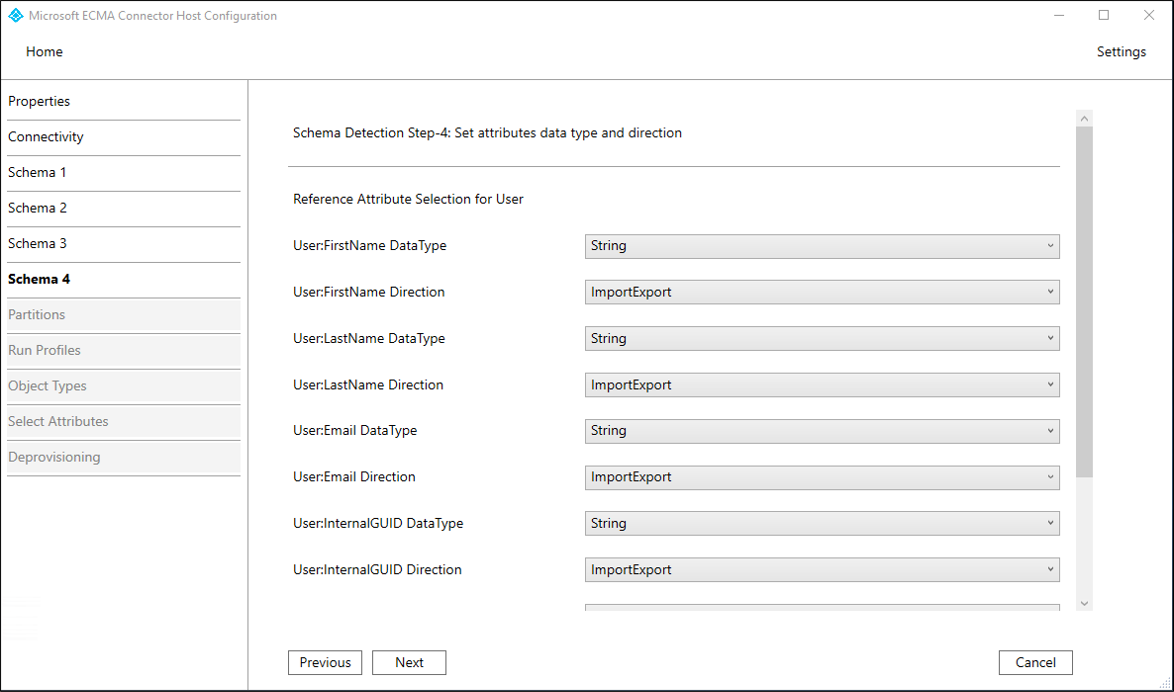 Microsoft ECMA Connector Host Configuration
Home
Settings
Properties
Connectivity
Schema 1
Schema 2
Schema 3
Schema 4
Partitions
Run Profiles
Object Types
Select Attributes
Deprovisioning
Schema Detection Step-4: Set attributes data type and direction
Reference Attribute Selection for User
User:FirstName DataType String
User:FirstName Direction ImportExport
User:LastName DataType String
User:LastName Direction ImportExport
User:Email DataType String
User:Email Direction ImportExport
User:InternalGUID DataType String
User:InternalGUID Direction ImportExport
Previous Next Cancel